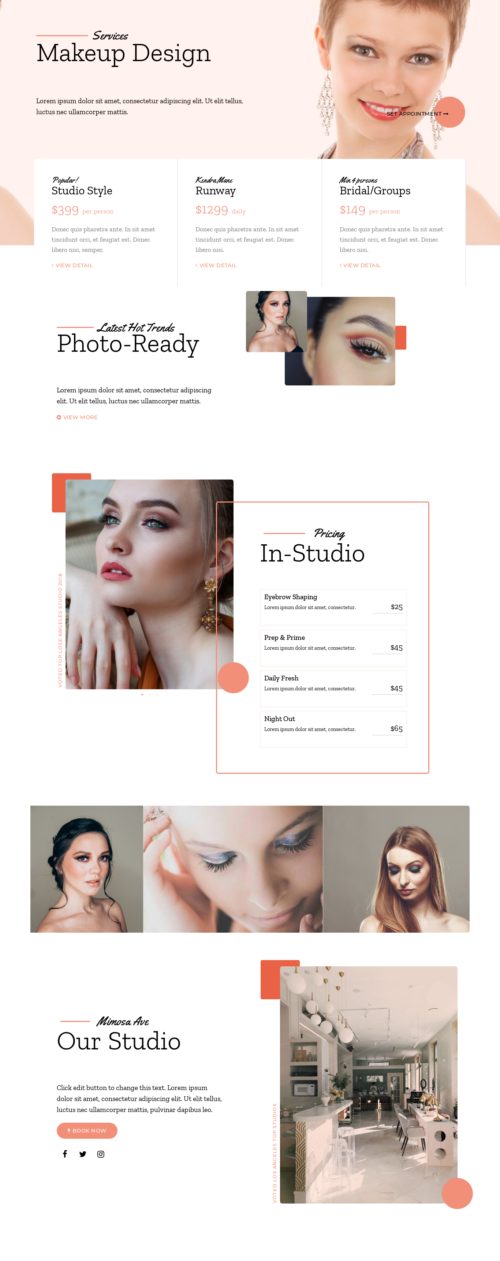 Services
Makeup Design
Lorem ipsum dolor sit amet, consectetur adipiscing elit. Ut elit tellus,
luctus nec ullamcorper mattis.
SET APPOINTMENT
Popular!
Studio Style
$399 per person
Donec quis pharetra ante. In sit amet
tincidunt orci, et feugiat est. Donec
libero nisi, semper.
VIEW DETAIL
Kendra Marc
Runway
$1299 daily
Donec quis pharetra ante. In sit amet
tincidunt orci, et feugiat est. Donec
libero nisi.
VIEW DETAIL
Min 4 persons
Bridal/Groups
$149 per person
Donec quis pharetra ante. In sit amet
tincidunt orci, et feugiat est. Donec
libero nisi.
VIEW DETAIL
Latest Hot Trends
Photo-Ready
Lorem ipsum dolor sit amet, consectetur adipiscing
elit. Ut elit tellus, luctus nec ullamcorper mattis.
VIEW MORE
VOTED TOP LOSE ANGELES STUDIO 2019
Pricing
In-Studio
Eyebrow Shaping
Lorem ipsum dolor sit amet, consectetur.
$25
Prep & Prime
Lorem ipsum dolor sit amet, consectetur.
$45
Daily Fresh
Lorem ipsum dolor sit amet, consectetur.
$45
Night Out
Lorem ipsum dolor sit amet, consectetur.
$65
Mimosa Ave
Our Studio
Click edit button to change this text. Lorem ipsum
dolor sit amet, consectetur adipiscing elit. Ut elit tellus,
luctus nec ullamcorper mattis, pulvinar dapibus leo.
BOOK NOW
VOTED LOS ANGELES TOP STUDIOS